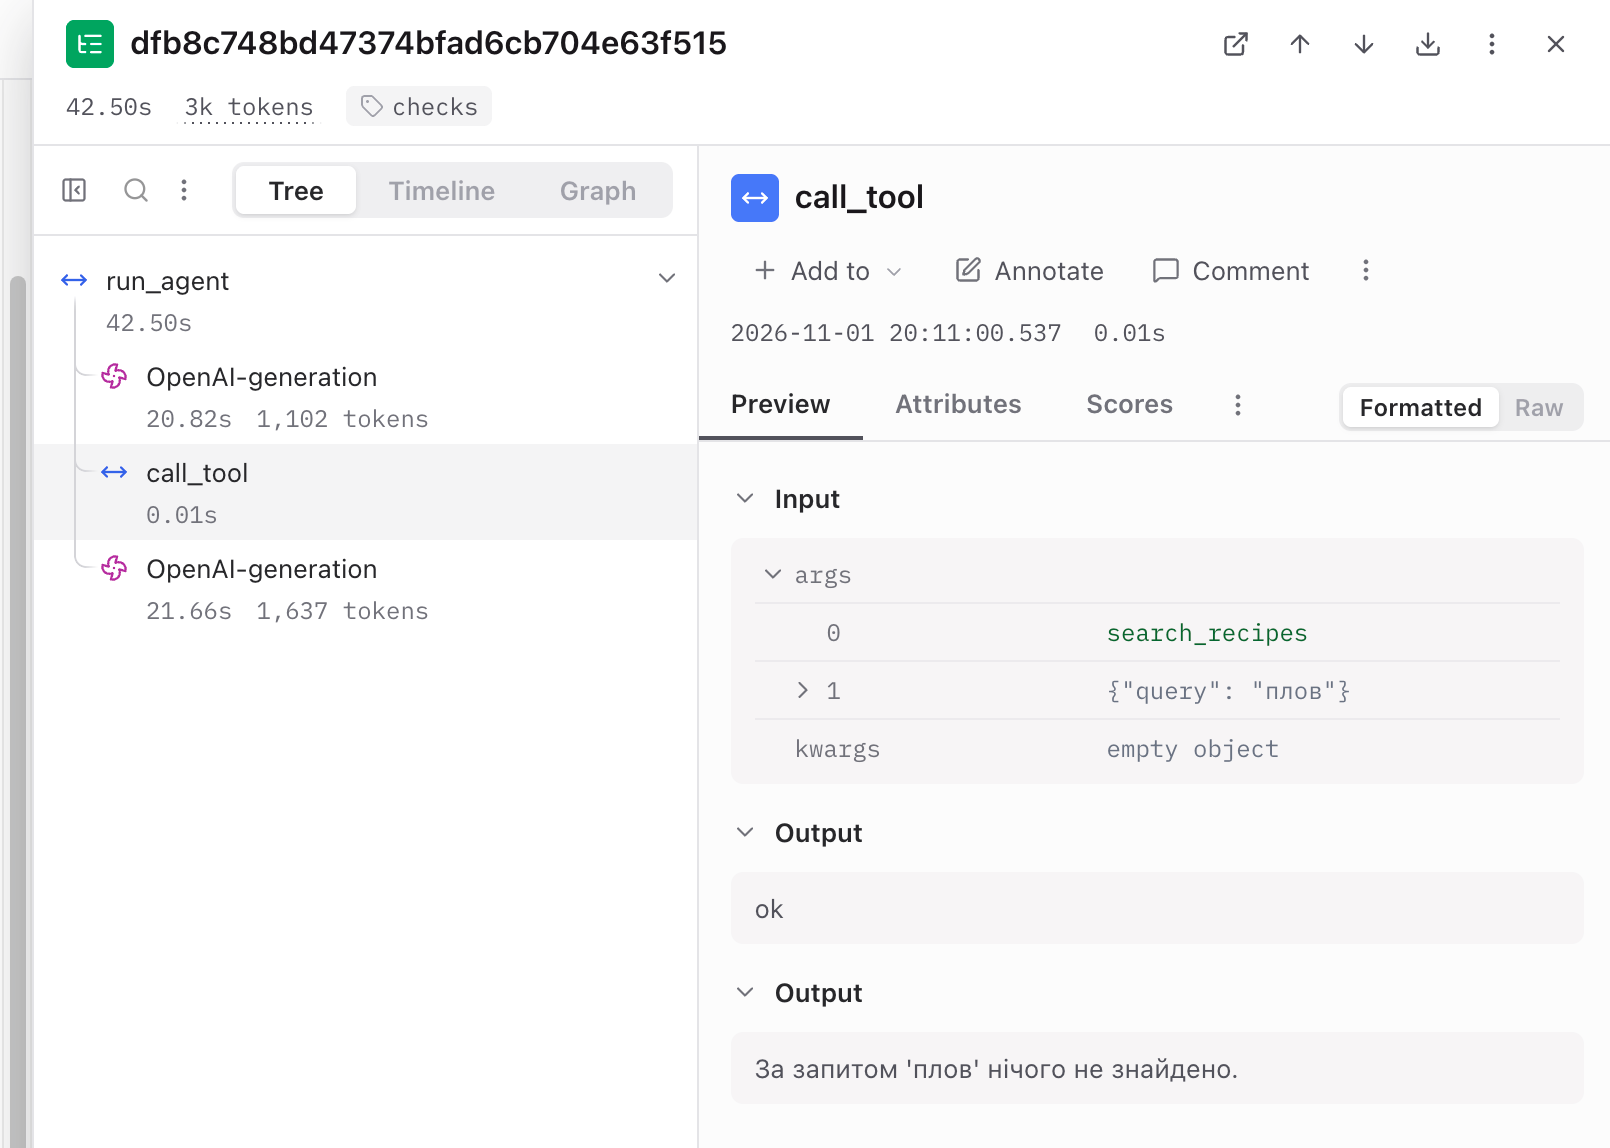 dfb8c748bd47374bfad6cb704e63f515
42.50s 3k tokens checks
Tree Timeline Graph
run_agent
42.50s
OpenAI-generation
20.82s 1,102 tokens
call_tool
0.01s
OpenAI-generation
21.66s 1,637 tokens
call_tool
Add to Annotate Comment
2026-11-01 20:11:00.537 0.01s
Preview Attributes Scores Formatted Raw
Input
args
0 search_recipes
1 {"query": "плов"}
kwargs empty object
Output
ok
Output
За запитом 'плов' нічого не знайдено.